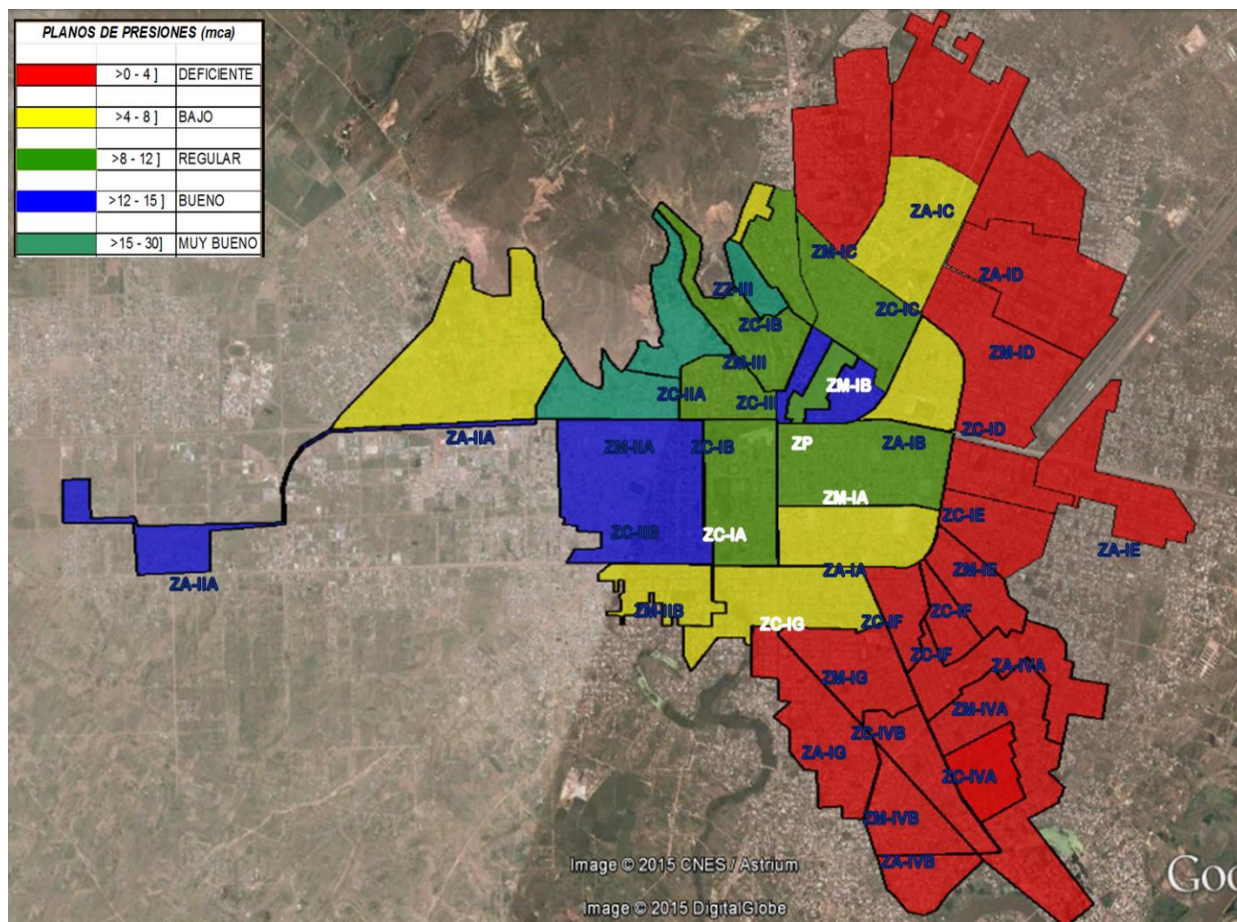 PLANOS DE PRESIONES (mca)
>0 - 4 ] DEFICIENTE
>4 - 8 ] BAJO
>8 - 12 ] REGULAR
>12 - 15 ] BUENO
>15 - 30] MUY BUENO
ZA-IC
ZM-IC
ZA-ID
ZZ-III
ZC-IC
ZC-IB
ZM-ID
ZM-III
ZM-IB
ZC-IIA
ZC-III
ZC-ID
ZA-IIA
ZP
ZA-IB
ZM-IIA
ZC-IB
ZM-IA
ZC-IE
ZC-IIB
ZC-IA
ZA-IE
ZA-IIA
ZA-IA
ZM-IE
ZM-IIB
ZC-IF
ZC-IG
ZC-IF
ZC-IF
ZA-IVA
ZM-IG
ZM-IVA
ZC-IVB
ZA-IG
ZC-IVA
ZM-IVB
ZA-IVB
Image © 2015 CNES / Astrium
Goo
Image © 2015 DigitalGlobe